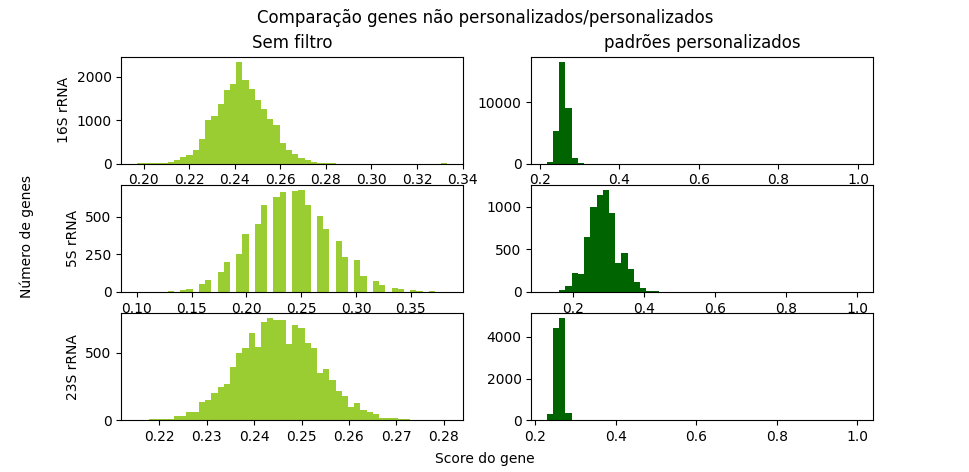 Comparação genes não personalizados/personalizados
Sem filtro
padrões personalizados
16S rRNA
2000
1000
0
0.20 0.22 0.24 0.26 0.28 0.30 0.32 0.34
10000
0
0.2 0.4 0.6 0.8 1.0
Número de genes
5S rRNA
500
250
0
0.10 0.15 0.20 0.25 0.30 0.35
1000
500
0
0.2 0.4 0.6 0.8 1.0
23S rRNA
500
0
0.22 0.23 0.24 0.25 0.26 0.27 0.28
4000
2000
0
0.2 0.4 0.6 0.8 1.0
Score do gene